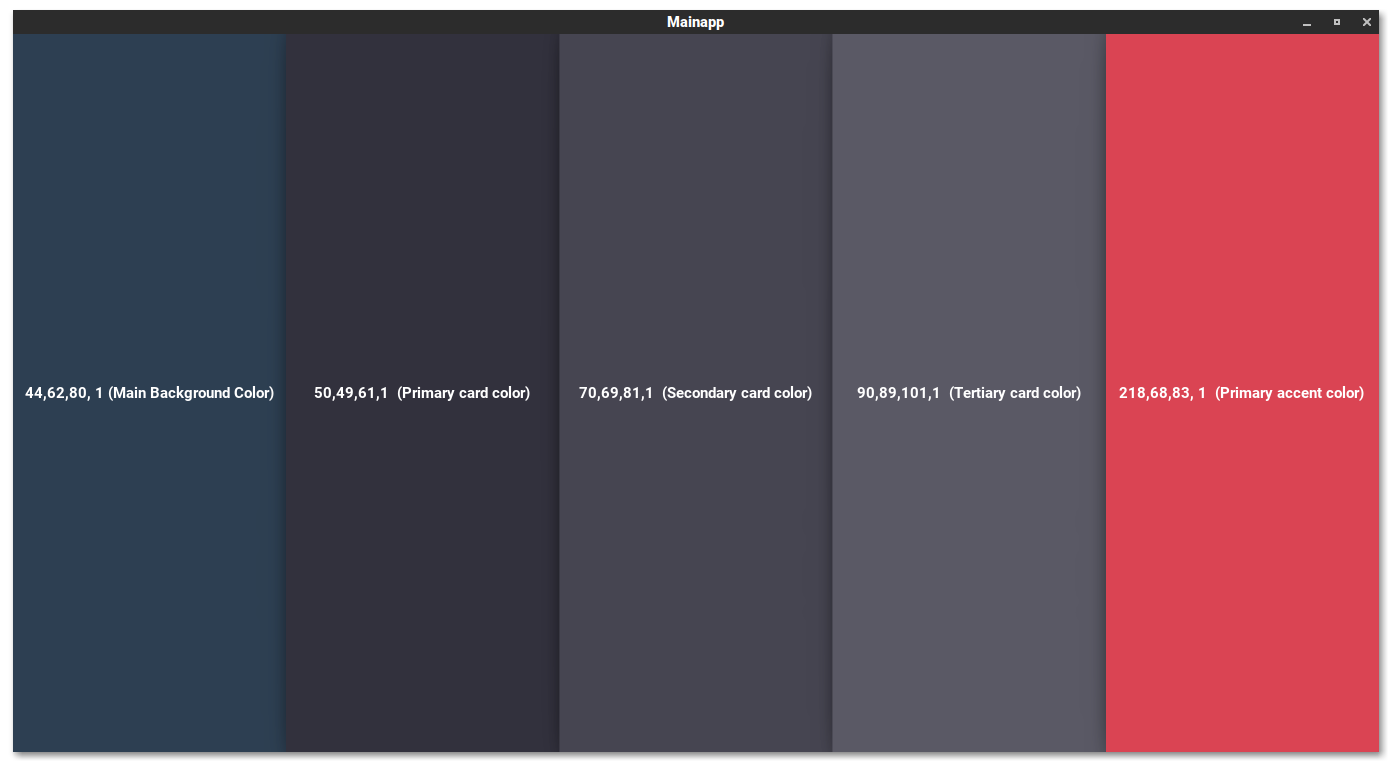 Mainapp
44,62,80, 1 (Main Background Color)
50,49,61,1  (Primary card color)
70,69,81,1  (Secondary card color)
90,89,101,1  (Tertiary card color)
218,68,83, 1  (Primary accent color)